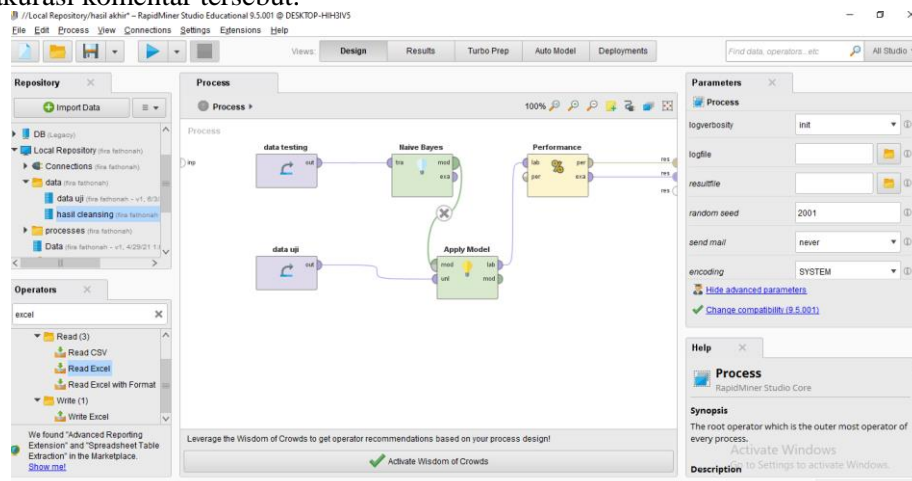 akurasi komentar tersebut.
//Local Repository/hasil akhir* – RapidMiner Studio Educational 9.5.001 @ DESKTOP-HIH3IV5
File Edit Process View Connections Settings Extensions Help
Views: Design Results Turbo Prep Auto Model Deployments
Find data, operators...etc All Studio
Repository
Import Data
DB (Legacy)
Local Repository (fira fathonah)
Connections (fira fathonah)
data (fira fathonah)
data uji (fira fathonah - v1, 6/3/
hasil cleansing (fira fathonah
processes (fira fathonah)
Data (fira fathonah - v1, 4/29/21 1:
Operators
excel
Read (3)
Read CSV
Read Excel
Read Excel with Format
Write (1)
Write Excel
We found "Advanced Reporting
Extension" and "Spreadsheet Table
Extraction" in the Marketplace.
Show me!
Process
Process
100%
Process
inp
data testing
out
Naive Bayes
tra mod
exa
Performance
lab per
per exa
res
res
res
data uji
out
Apply Model
mod lab
unl mod
Leverage the Wisdom of Crowds to get operator recommendations based on your process design!
Activate Wisdom of Crowds
Parameters
Process
logverbosity init
logfile
resultfile
random seed 2001
send mail never
encoding SYSTEM
Hide advanced parameters
Change compatibility (9.5.001)
Help
Process
RapidMiner Studio Core
Synopsis
The root operator which is the outer most operator of
every process.
Activate Windows
Go to Settings to activate Windows.
Description